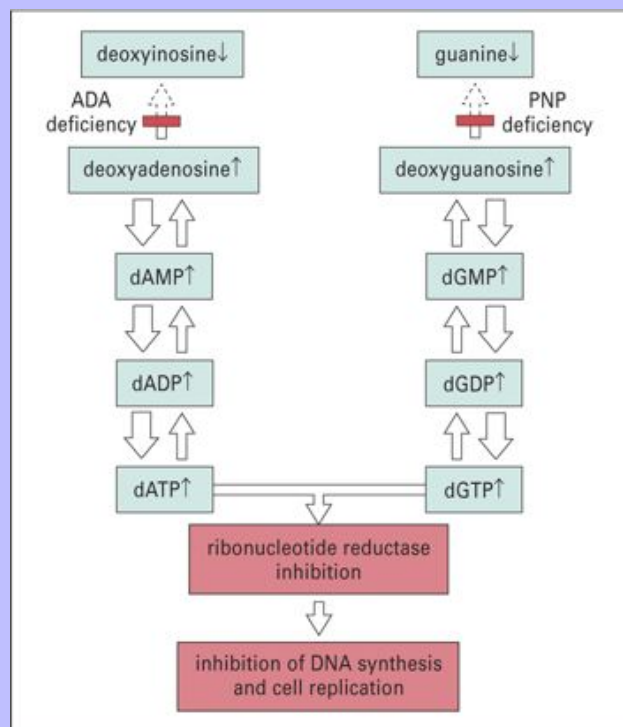 deoxyinosine↓
guanine↓
ADA
deficiency
PNP
deficiency
deoxyadenosine↑
deoxyguanosine↑
dAMP↑
dGMP↑
dADP↑
dGDP↑
dATP↑
dGTP↑
ribonucleotide reductase
inhibition
inhibition of DNA synthesis
and cell replication